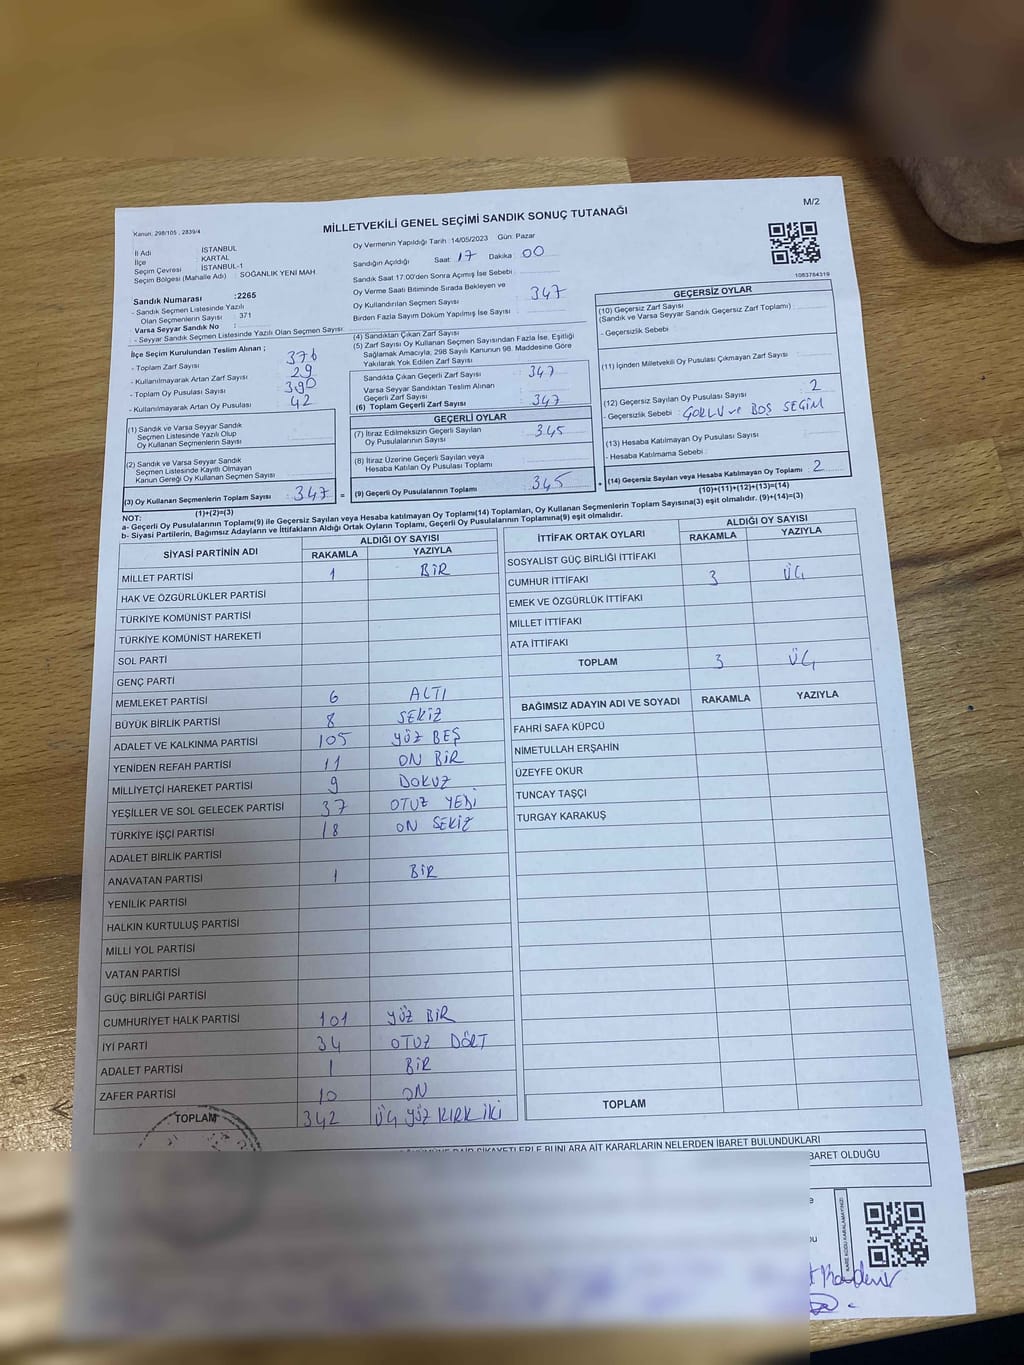 M/2
Kanun: 298/105 , 2839/4
MİLLETVEKİLİ GENEL SEÇİMİ SANDIK SONUÇ TUTANAĞI
İl Adı : İSTANBUL
İlçe : KARTAL
Seçim Çevresi : İSTANBUL-1
Seçim Bölgesi (Mahalle Adı) : SOĞANLIK YENİ MAH.
Sandık Numarası :2265
- Sandık Seçmen Listesinde Yazılı
Olan Seçmenlerin Sayısı : 371
Varsa Seyyar Sandık No :
- Seyyar Sandık Seçmen Listesinde Yazılı Olan Seçmen Sayısı:
İlçe Seçim Kurulundan Teslim Alınan ;
- Toplam Zarf Sayısı 376
- Kullanılmayarak Artan Zarf Sayısı 29
- Toplam Oy Pusulası Sayısı 390
- Kullanılmayarak Artan Oy Pusulası 42
(1) Sandık ve Varsa Seyyar Sandık
Seçmen Listesinde Yazılı Olup
Oy Kullanan Seçmenlerin Sayısı
(2) Sandık ve Varsa Seyyar Sandık
Seçmen Listesinde Kayıtlı Olmayan
Kanun Gereği Oy Kullanan Seçmen Sayısı
(3) Oy Kullanan Seçmenlerin Toplam Sayısı 347 =
(1)+(2)=(3)
Oy Vermenin Yapıldığı Tarih : 14/05/2023 Gün: Pazar
Sandığın Açıldığı Saat: 17 Dakika 00
Sandık Saat 17:00'den Sonra Açılmış İse Sebebi :
Oy Verme Saati Bitiminde Sırada Bekleyen ve
Oy Kullandırılan Seçmen Sayısı 347
Birden Fazla Sayım Döküm Yapılmış İse Sayısı :
(4) Sandıktan Çıkan Zarf Sayısı
(5) Zarf Sayısı Oy Kullanan Seçmen Sayısından Fazla İse, Eşitliği
Sağlamak Amacıyla, 298 Sayılı Kanunun 98. Maddesine Göre
Yakılarak Yok Edilen Zarf Sayısı
Sandıkta Çıkan Geçerli Zarf Sayısı 347
Varsa Seyyar Sandıktan Teslim Alınan
Geçerli Zarf Sayısı
(6) Toplam Geçerli Zarf Sayısı 347
GEÇERLİ OYLAR
(7) İtiraz Edilmeksizin Geçerli Sayılan
Oy Pusulalarının Sayısı 345
(8) İtiraz Üzerine Geçerli Sayılan veya
Hesaba Katılan Oy Pusulası Toplamı
(9) Geçerli Oy Pusulalarının Toplamı 345 +
1083784319
GEÇERSİZ OYLAR
(10) Geçersiz Zarf Sayısı
(Sandık ve Varsa Seyyar Sandık Geçersiz Zarf Toplamı) :
- Geçersizlik Sebebi :
(11) İçinden Milletvekili Oy Pusulası Çıkmayan Zarf Sayısı
(12) Geçersiz Sayılan Oy Pusulası Sayısı 2
- Geçersizlik Sebebi : ÇOKLU ve BOŞ SEÇİM
(13) Hesaba Katılmayan Oy Pusulası Sayısı
- Hesaba Katılmama Sebebi :
(14) Geçersiz Sayılan veya Hesaba Katılmayan Oy Toplamı 2
(10)+(11)+(12)+(13)=(14)
NOT:
a- Geçerli Oy Pusulalarının Toplamı(9) ile Geçersiz Sayılan veya Hesaba katılmayan Oy Toplamı(14) Toplamları, Oy Kullanan Seçmenlerin Toplam Sayısına(3) eşit olmalıdır. (9)+(14)=(3)
b- Siyasi Partilerin, Bağımsız Adayların ve İttifakların Aldığı Ortak Oyların Toplamı, Geçerli Oy Pusulalarının Toplamına(9) eşit olmalıdır.
SİYASİ PARTİNİN ADI ALDIĞI OY SAYISI
RAKAMLA YAZIYLA
MİLLET PARTİSİ 1 BİR
HAK VE ÖZGÜRLÜKLER PARTİSİ
TÜRKİYE KOMÜNİST PARTİSİ
TÜRKİYE KOMÜNİST HAREKETİ
SOL PARTİ
GENÇ PARTİ
MEMLEKET PARTİSİ 6 ALTI
BÜYÜK BİRLİK PARTİSİ 8 SEKİZ
ADALET VE KALKINMA PARTİSİ 105 YÜZ BEŞ
YENİDEN REFAH PARTİSİ 11 ON BİR
MİLLİYETÇİ HAREKET PARTİSİ 9 DOKUZ
YEŞİLLER VE SOL GELECEK PARTİSİ 37 OTUZ YEDİ
TÜRKİYE İŞÇİ PARTİSİ 18 ON SEKİZ
ADALET BİRLİK PARTİSİ
ANAVATAN PARTİSİ 1 BİR
YENİLİK PARTİSİ
HALKIN KURTULUŞ PARTİSİ
MİLLİ YOL PARTİSİ
VATAN PARTİSİ
GÜÇ BİRLİĞİ PARTİSİ
CUMHURİYET HALK PARTİSİ 101 YÜZ BİR
İYİ PARTİ 34 OTUZ DÖRT
ADALET PARTİSİ 1 BİR
ZAFER PARTİSİ 10 ON
TOPLAM 342 ÜÇ YÜZ KIRK İKİ
İTTİFAK ORTAK OYLARI ALDIĞI OY SAYISI
RAKAMLA YAZIYLA
SOSYALİST GÜÇ BİRLİĞİ İTTİFAKI
CUMHUR İTTİFAKI 3 ÜÇ
EMEK VE ÖZGÜRLÜK İTTİFAKI
MİLLET İTTİFAKI
ATA İTTİFAKI
TOPLAM 3 ÜÇ
BAĞIMSIZ ADAYIN ADI VE SOYADI RAKAMLA YAZIYLA
FAHRİ SAFA KÜPCÜ
NİMETULLAH ERŞAHİN
ÜZEYFE OKUR
TUNCAY TAŞÇI
TURGAY KARAKUŞ
TOPLAM
ŞİKAYETLERLE BUNLARA AİT KARARLARIN NELERDEN İBARET BULUNDUKLARI
BARET OLDUĞU
KARE KODU KARALAMAYINIZ!